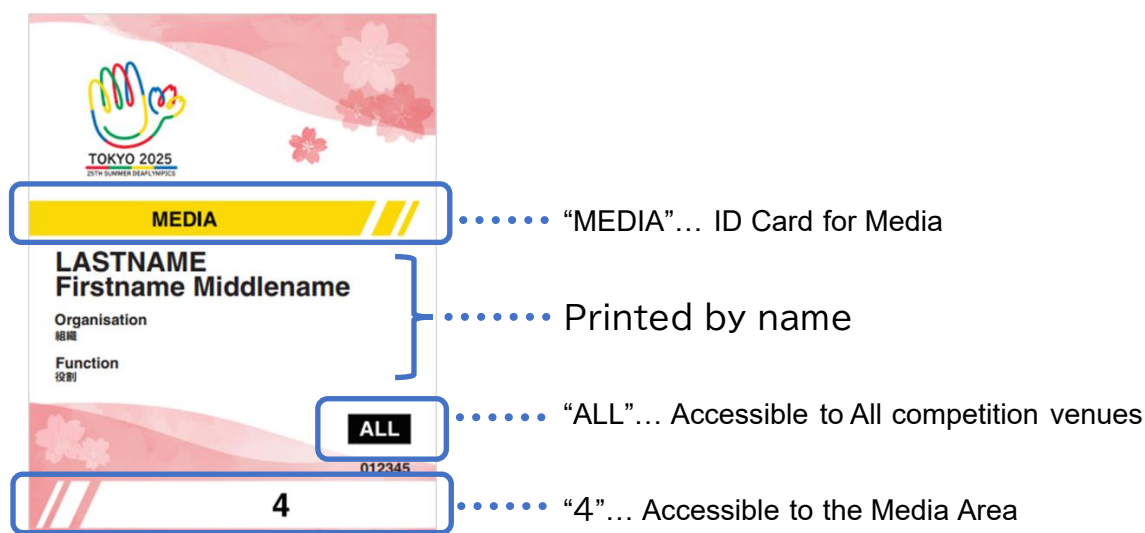 TOKYO 2025
25TH SUMMER DEAFLYMPICS
MEDIA
“MEDIA”… ID Card for Media
LASTNAME
Firstname Middlename
Organisation
組織
Function
役割
Printed by name
ALL
“ALL”… Accessible to All competition venues
012345
4
“4”… Accessible to the Media Area